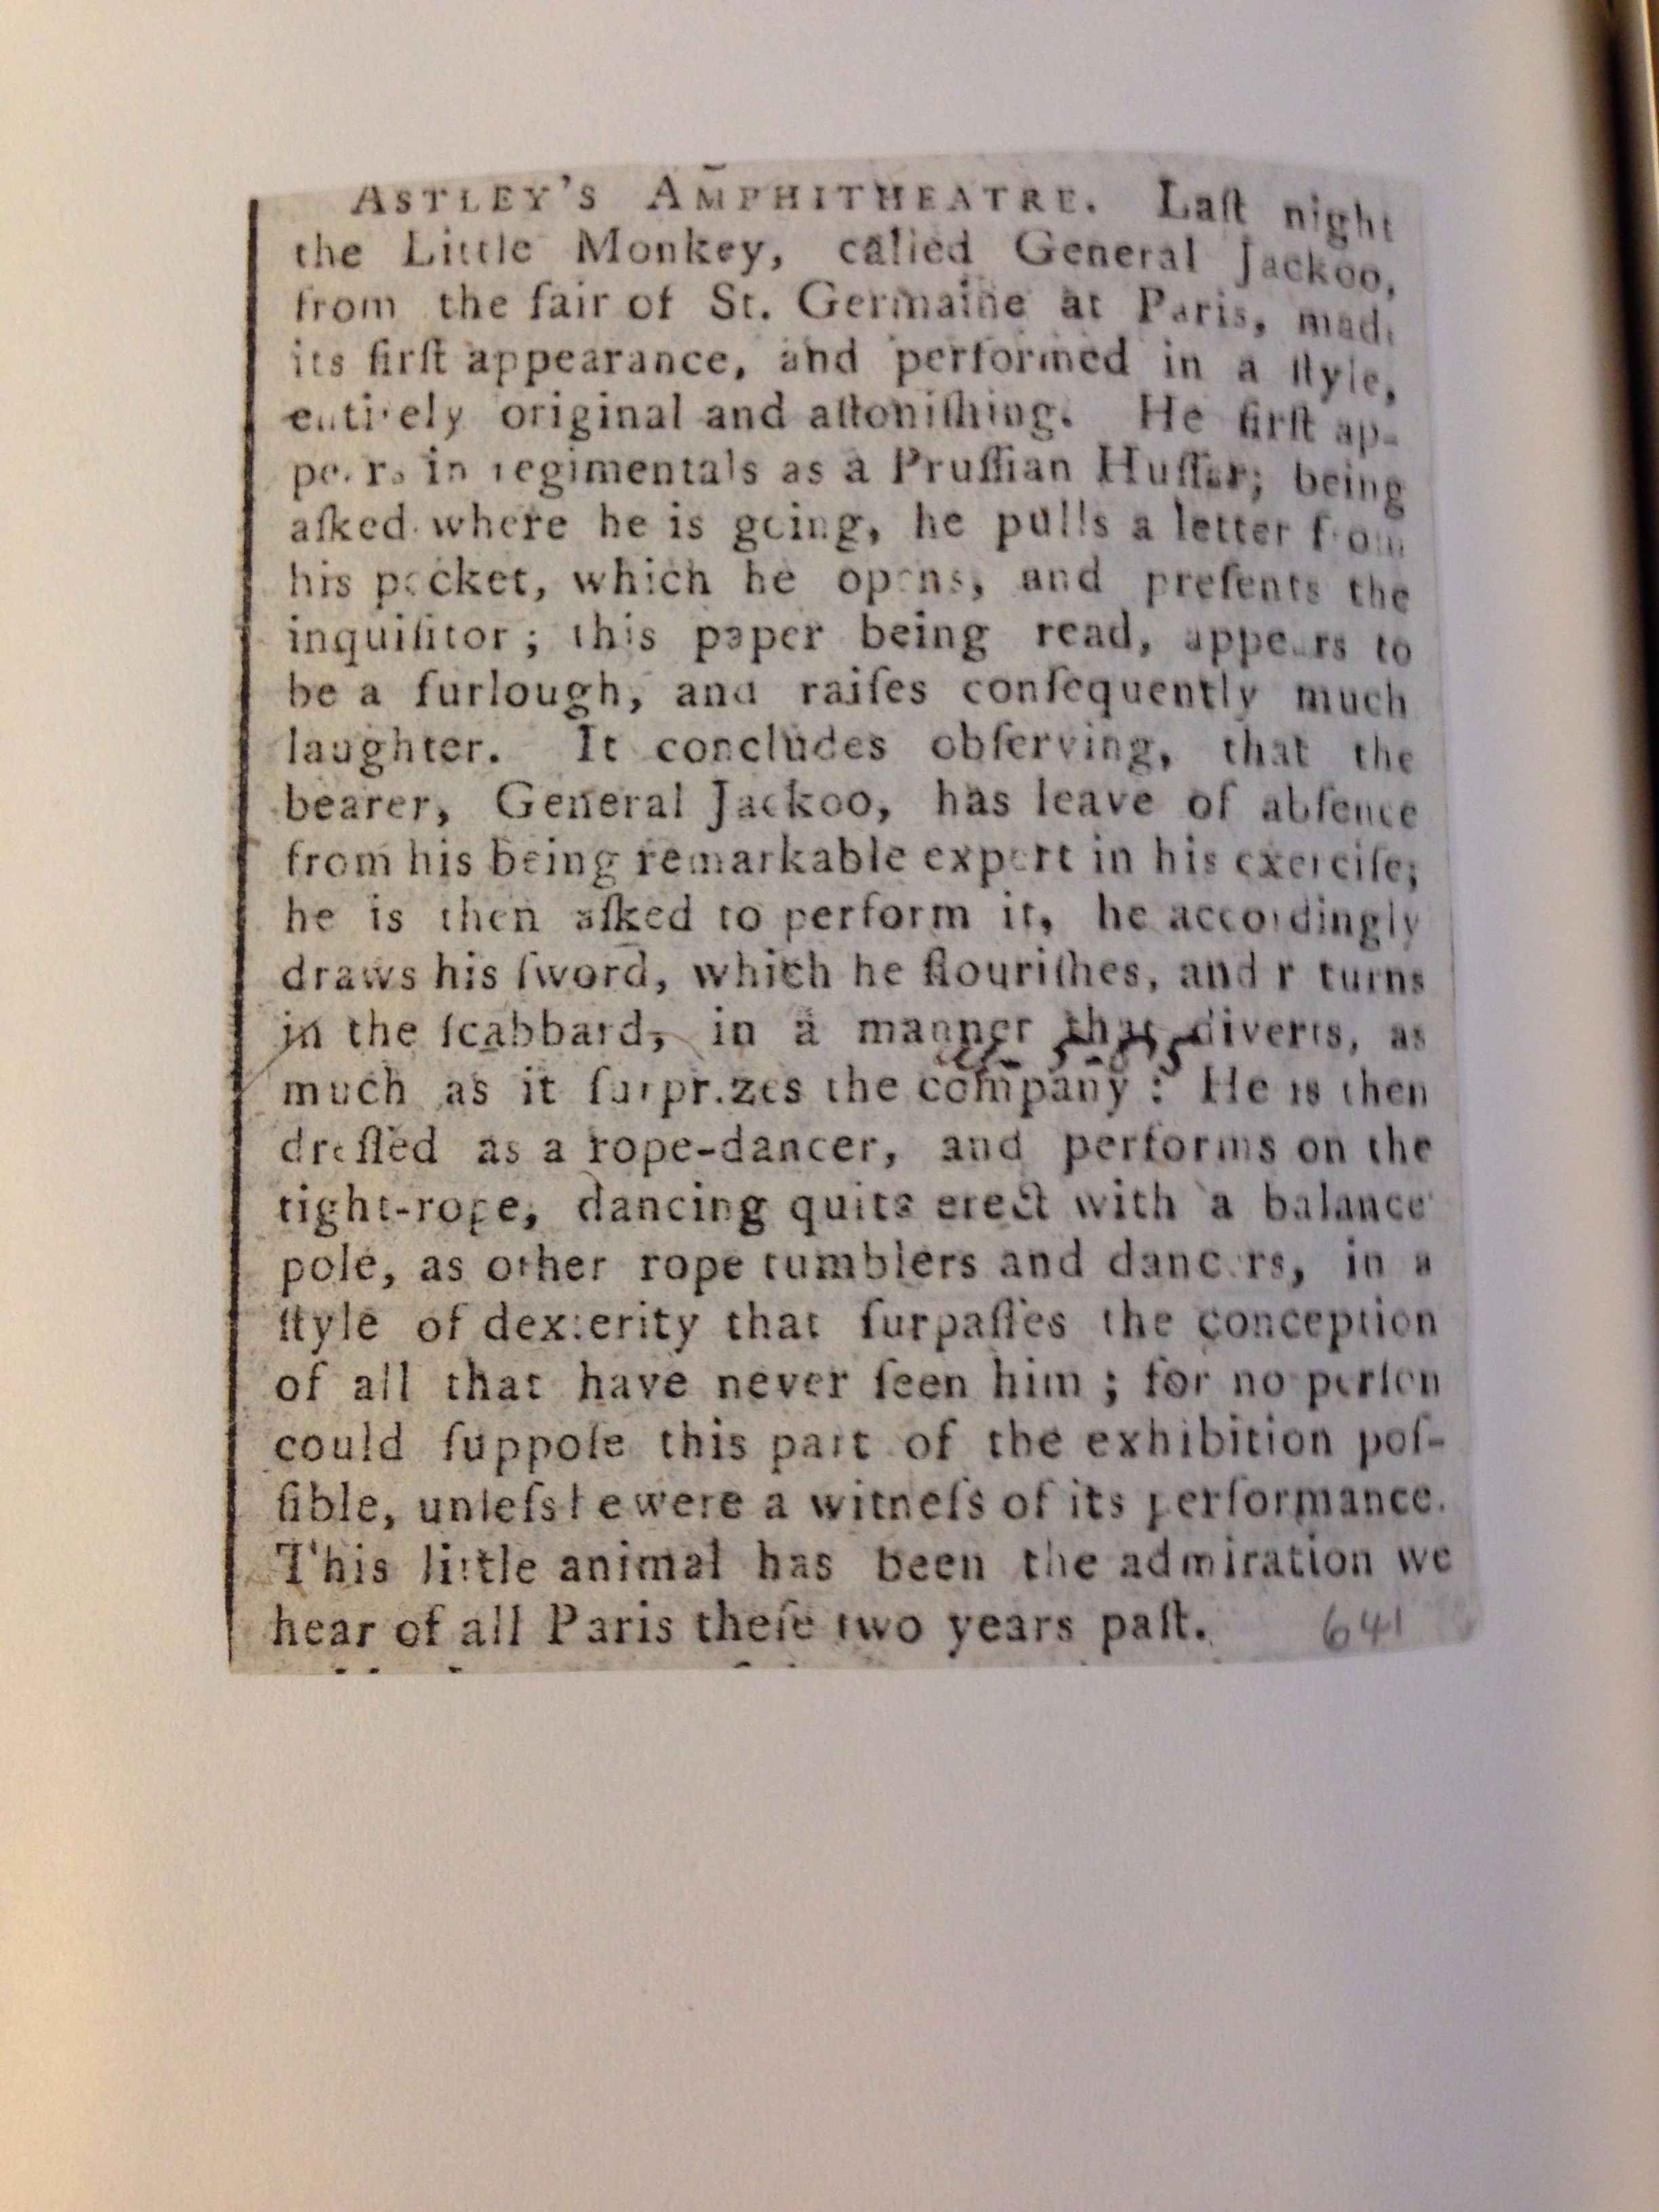 ASTLEY'S AMPHITHEATRE. Laſt night
the Little Monkey, called General Jackoo,
from the fair of St. Germaine at Paris, made
its firſt appearance, and performed in a ſtyle,
entirely original and aſtoniſhing. He firſt ap-
pears in regimentals as a Pruſſian Huſſar; being
aſked where he is going, he pulls a letter from
his pocket, which he opens, and preſents the
inquiſitor; this paper being read, appears to
be a furlough, and raiſes conſequently much
laughter. It concludes obſerving, that the
bearer, General Jackoo, has leave of abſence
from his being remarkable expert in his exerciſe;
he is then aſked to perform it, he accordingly
draws his ſword, which he flouriſhes, and r turns
in the ſcabbard, in a manner that diverts, as
much as it ſurprizes the company: He is then
dreſſed as a rope-dancer, and performs on the
tight-rope, dancing quite erect with a balance
pole, as other rope tumblers and dancers, in a
ſtyle of dexterity that ſurpaſſes the conception
of all that have never ſeen him; for no perſon
could ſuppoſe this part of the exhibition poſ-
ſible, unleſs he were a witneſs of its performance.
This little animal has been the admiration we
hear of all Paris theſe two years paſt. 641